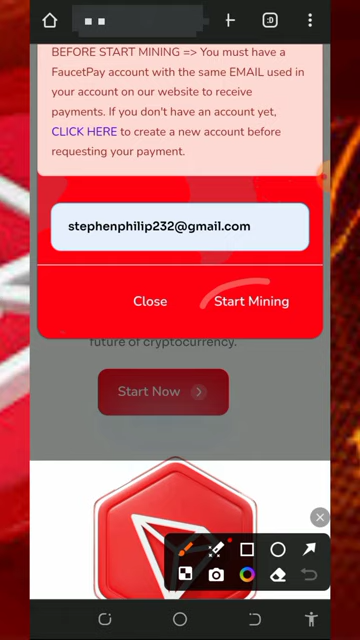 BEFORE START MINING => You must have a
FaucetPay account with the same EMAIL used in
your account on our website to receive
payments. If you don't have an account yet,
CLICK HERE to create a new account before
requesting your payment.
stephenphilip232@gmail.com
Close
Start Mining
future of cryptocurrency.
Start Now